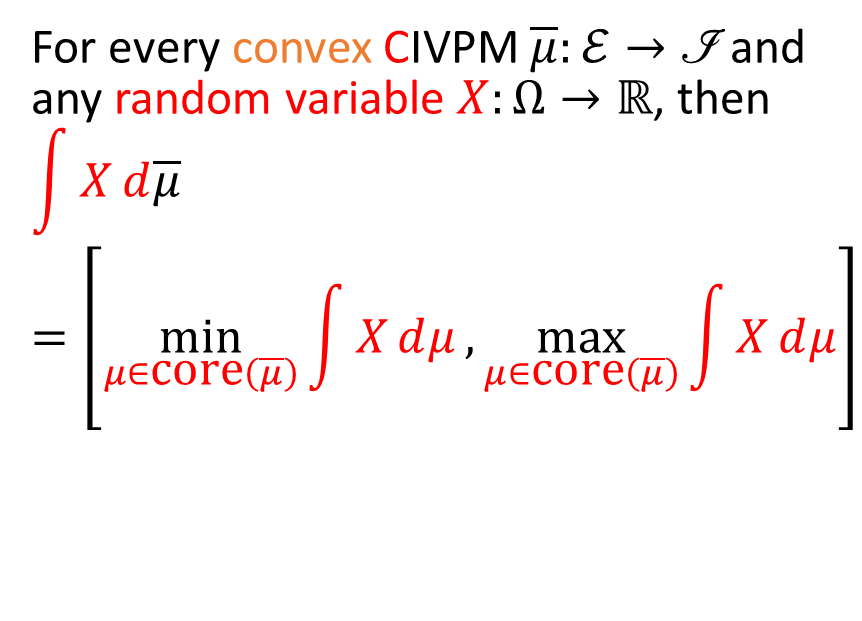 For every convex CIVPM μ̅: ℰ → ℐ and
any random variable X: Ω → ℝ, then
∫ X dμ̅
= [ min_{μ∈core(μ̅)} ∫ X dμ , max_{μ∈core(μ̅)} ∫ X dμ ]